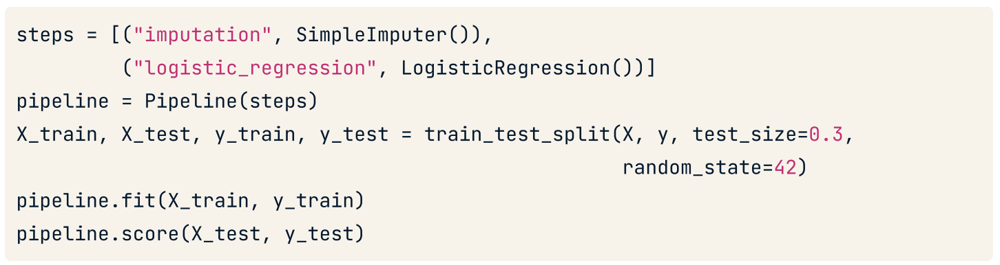 steps = [("imputation", SimpleImputer()),
         ("logistic_regression", LogisticRegression())]
pipeline = Pipeline(steps)
X_train, X_test, y_train, y_test = train_test_split(X, y, test_size=0.3,
                                                    random_state=42)
pipeline.fit(X_train, y_train)
pipeline.score(X_test, y_test)